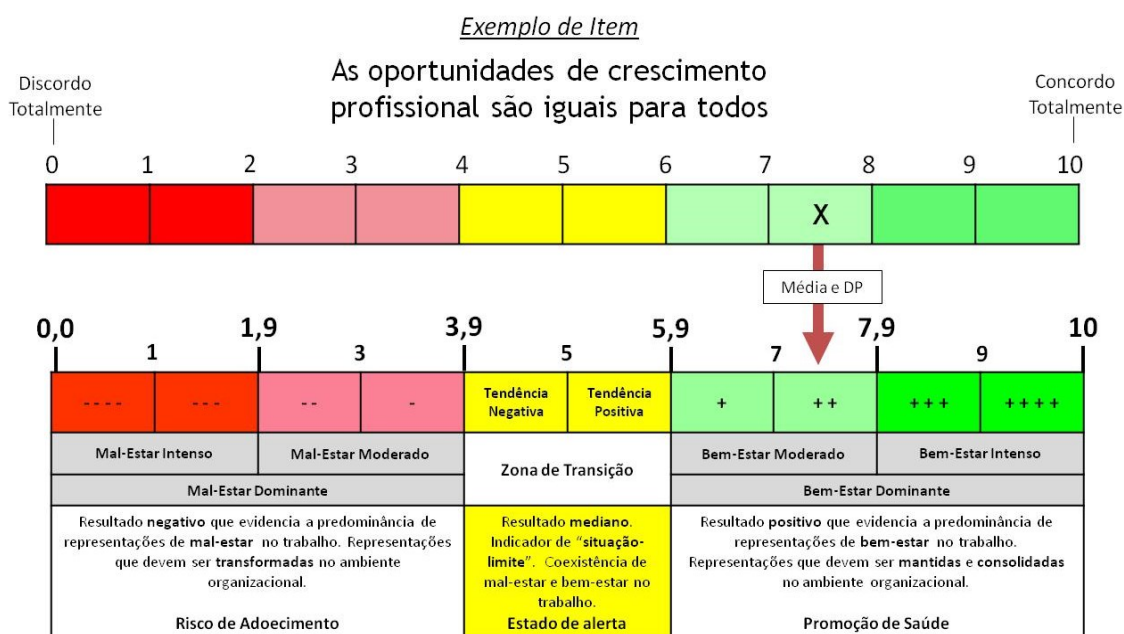 Exemplo de Item
As oportunidades de crescimento
profissional são iguais para todos
Discordo
Totalmente
Concordo
Totalmente
0 1 2 3 4 5 6 7 8 9 10
X
Média e DP
0,0 1,9 3,9 5,9 7,9 10
1 3 5 7 9
- - - - - - - - - - Tendência Negativa Tendência Positiva + + + + + + + + + +
Mal-Estar Intenso Mal-Estar Moderado Bem-Estar Moderado Bem-Estar Intenso
Zona de Transição
Mal-Estar Dominante Bem-Estar Dominante
Resultado negativo que evidencia a predominância de
representações de mal-estar no trabalho. Representações
que devem ser transformadas no ambiente
organizacional.
Risco de Adoecimento
Resultado mediano.
Indicador de “situação-
limite”. Coexistência de
mal-estar e bem-estar no
trabalho.
Estado de alerta
Resultado positivo que evidencia a predominância de
representações de bem-estar no trabalho.
Representações que devem ser mantidas e consolidadas
no ambiente organizacional.
Promoção de Saúde